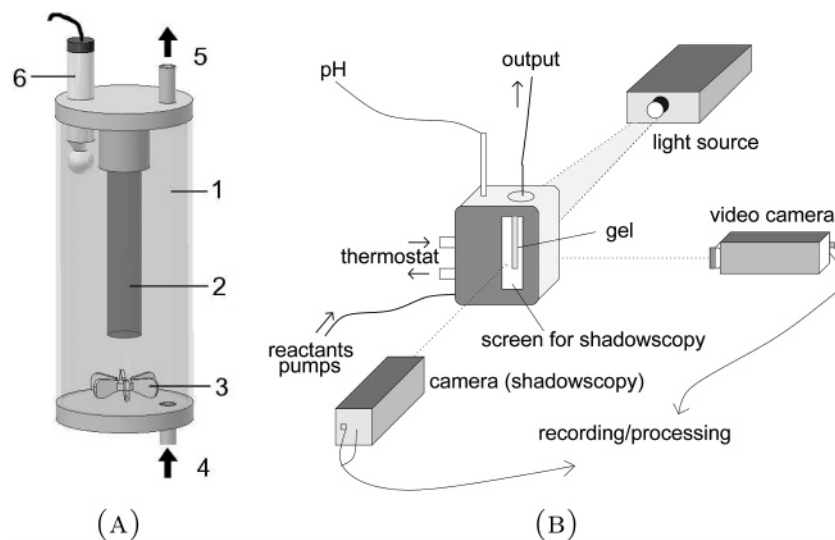 6
5
1
2
3
4
(A)
pH
output
light source
video camera
gel
thermostat
screen for shadowscopy
reactants
pumps
camera (shadowscopy)
recording/processing
(B)